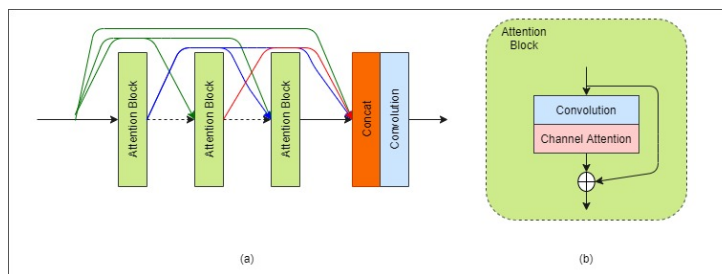 Attention Block
Attention Block
Attention Block
Concat
Convolution
(a)
Attention
Block
Convolution
Channel Attention
(b)